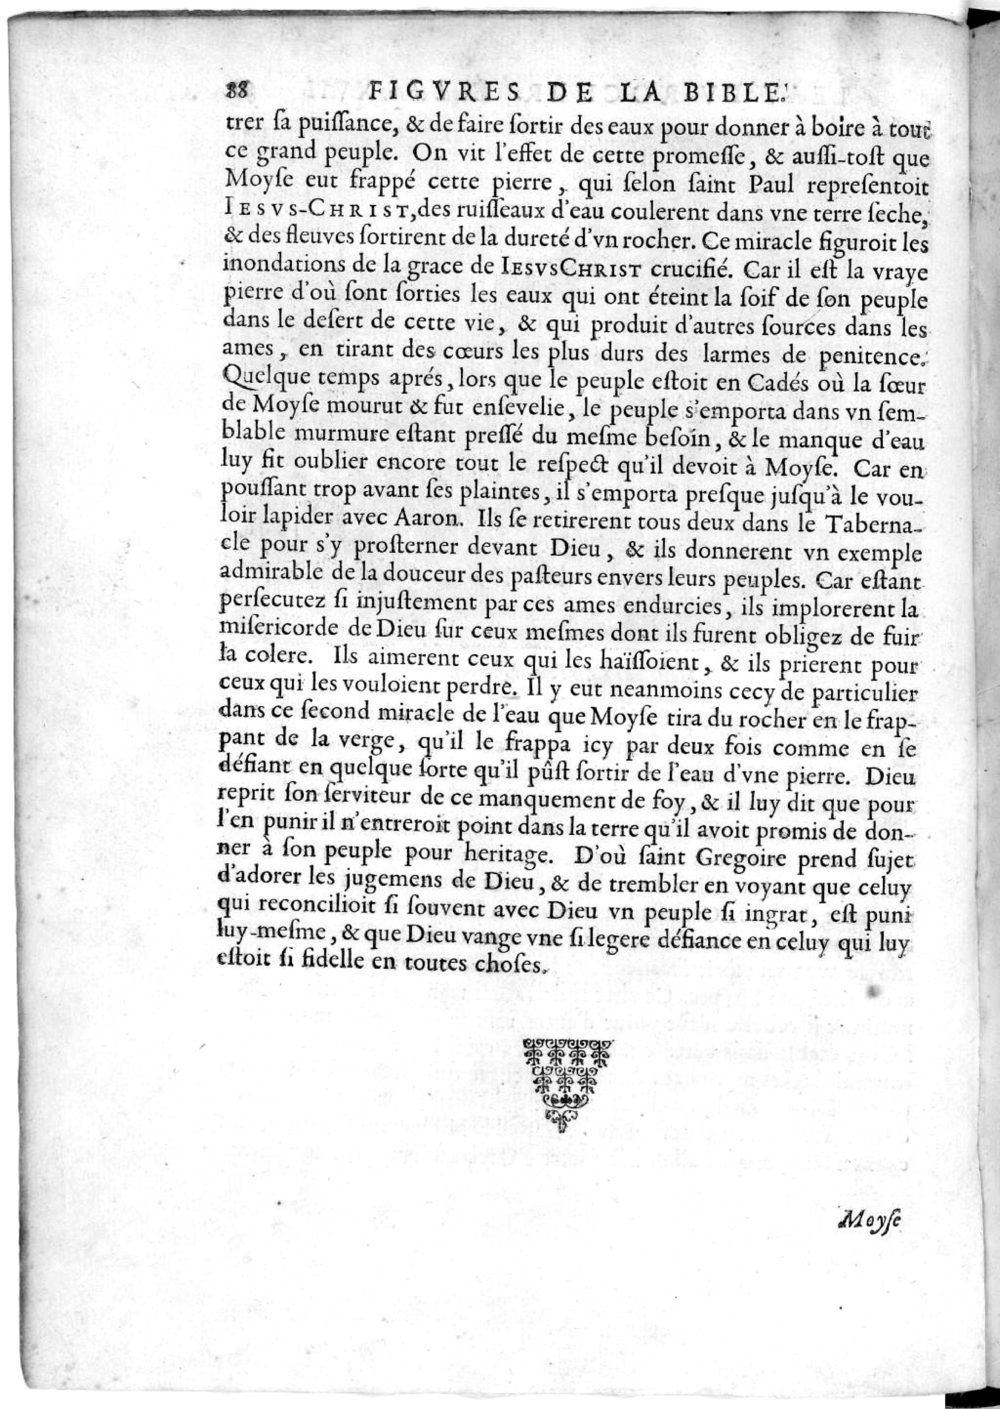 88 FIGVRES DE LA BIBLE.
trer ſa puiſſance, & de faire ſortir des eaux pour donner à boire à tout
ce grand peuple. On vit l'effet de cette promeſſe, & auſſi-toſt que
Moyſe eut frappé cette pierre, qui ſelon ſaint Paul repreſentoit
IESVS-CHRIST, des ruiſſeaux d'eau coulerent dans vne terre ſeche,
& des fleuves ſortirent de la dureté d'vn rocher. Ce miracle figuroit les
inondations de la grace de IESVS CHRIST crucifié. Car il eſt la vraye
pierre d'où ſont ſorties les eaux qui ont éteint la ſoif de ſon peuple
dans le deſert de cette vie, & qui produit d'autres ſources dans les
ames, en tirant des cœurs les plus durs des larmes de penitence.
Quelque temps aprés, lors que le peuple eſtoit en Cadés où la ſœur
de Moyſe mourut & fut enſevelie, le peuple s'emporta dans vn ſem-
blable murmure eſtant preſſé du meſme beſoin, & le manque d'eau
luy fit oublier encore tout le reſpect qu'il devoit à Moyſe. Car en
pouſſant trop avant ſes plaintes, il s'emporta preſque juſqu'à le vou-
loir lapider avec Aaron. Ils ſe retirerent tous deux dans le Taberna-
cle pour s'y proſterner devant Dieu, & ils donnerent vn exemple
admirable de la douceur des paſteurs envers leurs peuples. Car eſtant
perſecutez ſi injuſtement par ces ames endurcies, ils implorerent la
miſericorde de Dieu ſur ceux meſmes dont ils furent obligez de fuir
la colere. Ils aimerent ceux qui les haïſſoient, & ils prierent pour
ceux qui les vouloient perdre. Il y eut neanmoins cecy de particulier
dans ce ſecond miracle de l'eau que Moyſe tira du rocher en le frap-
pant de la verge, qu'il le frappa icy par deux fois comme en ſe
défiant en quelque ſorte qu'il pûſt ſortir de l'eau d'vne pierre. Dieu
reprit ſon ſerviteur de ce manquement de foy, & il luy dit que pour
l'en punir il n'entreroit point dans la terre qu'il avoit promis de don-
ner à ſon peuple pour heritage. D'où ſaint Gregoire prend ſujet
d'adorer les jugemens de Dieu, & de trembler en voyant que celuy
qui reconcilioit ſi ſouvent avec Dieu vn peuple ſi ingrat, eſt puni
luy-meſme, & que Dieu vange vne ſi legere défiance en celuy qui luy
eſtoit ſi fidelle en toutes choſes.
Moyſe